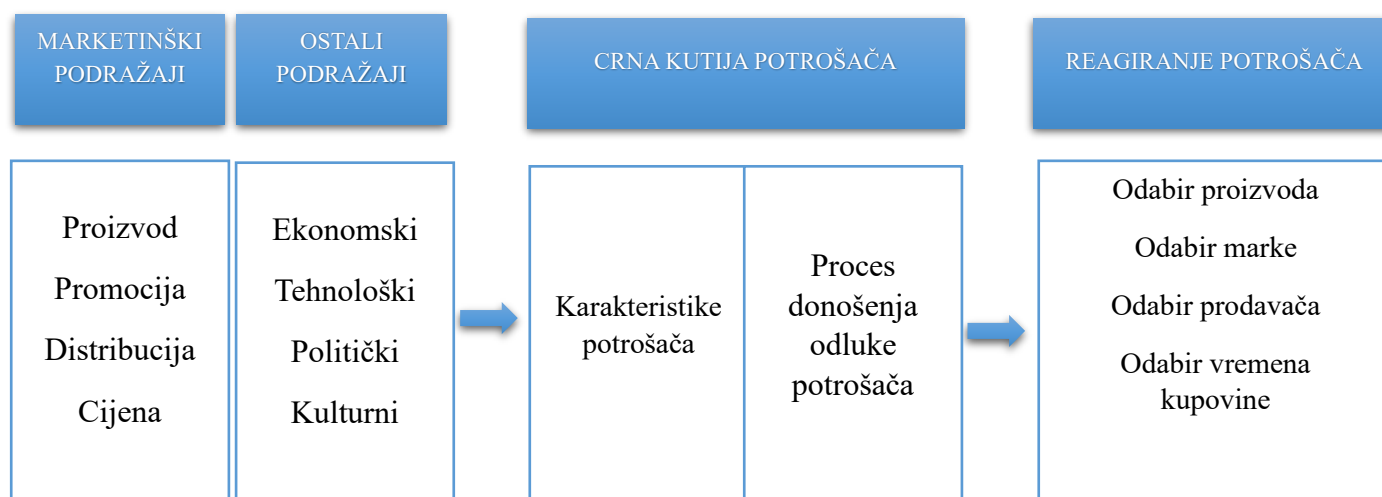 MARKETINŠKI
PODRAŽAJI
OSTALI
PODRAŽAJI
CRNA KUTIJA POTROŠAČA
REAGIRANJE POTROŠAČA
Proizvod
Promocija
Distribucija
Cijena
Ekonomski
Tehnološki
Politički
Kulturni
Karakteristike
potrošača
Proces
donošenja
odluke
potrošača
Odabir proizvoda
Odabir marke
Odabir prodavača
Odabir vremena
kupovine